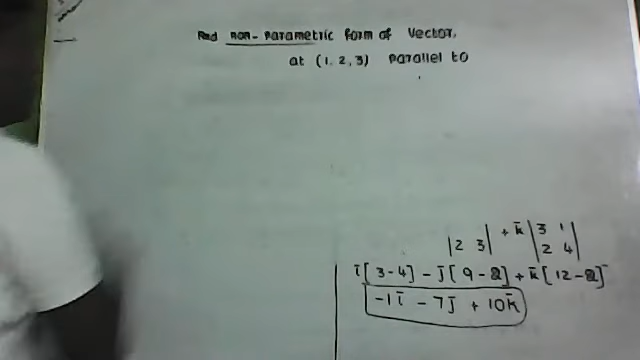 And non-Parametric form of Vector.
at (1, 2, 3) Parallel to
|2 3| + k̄ |3 1|
|2 4|
ī[3-4] - j̄[9-2] + k̄[12-2]
-1ī - 7j̄ + 10k̄